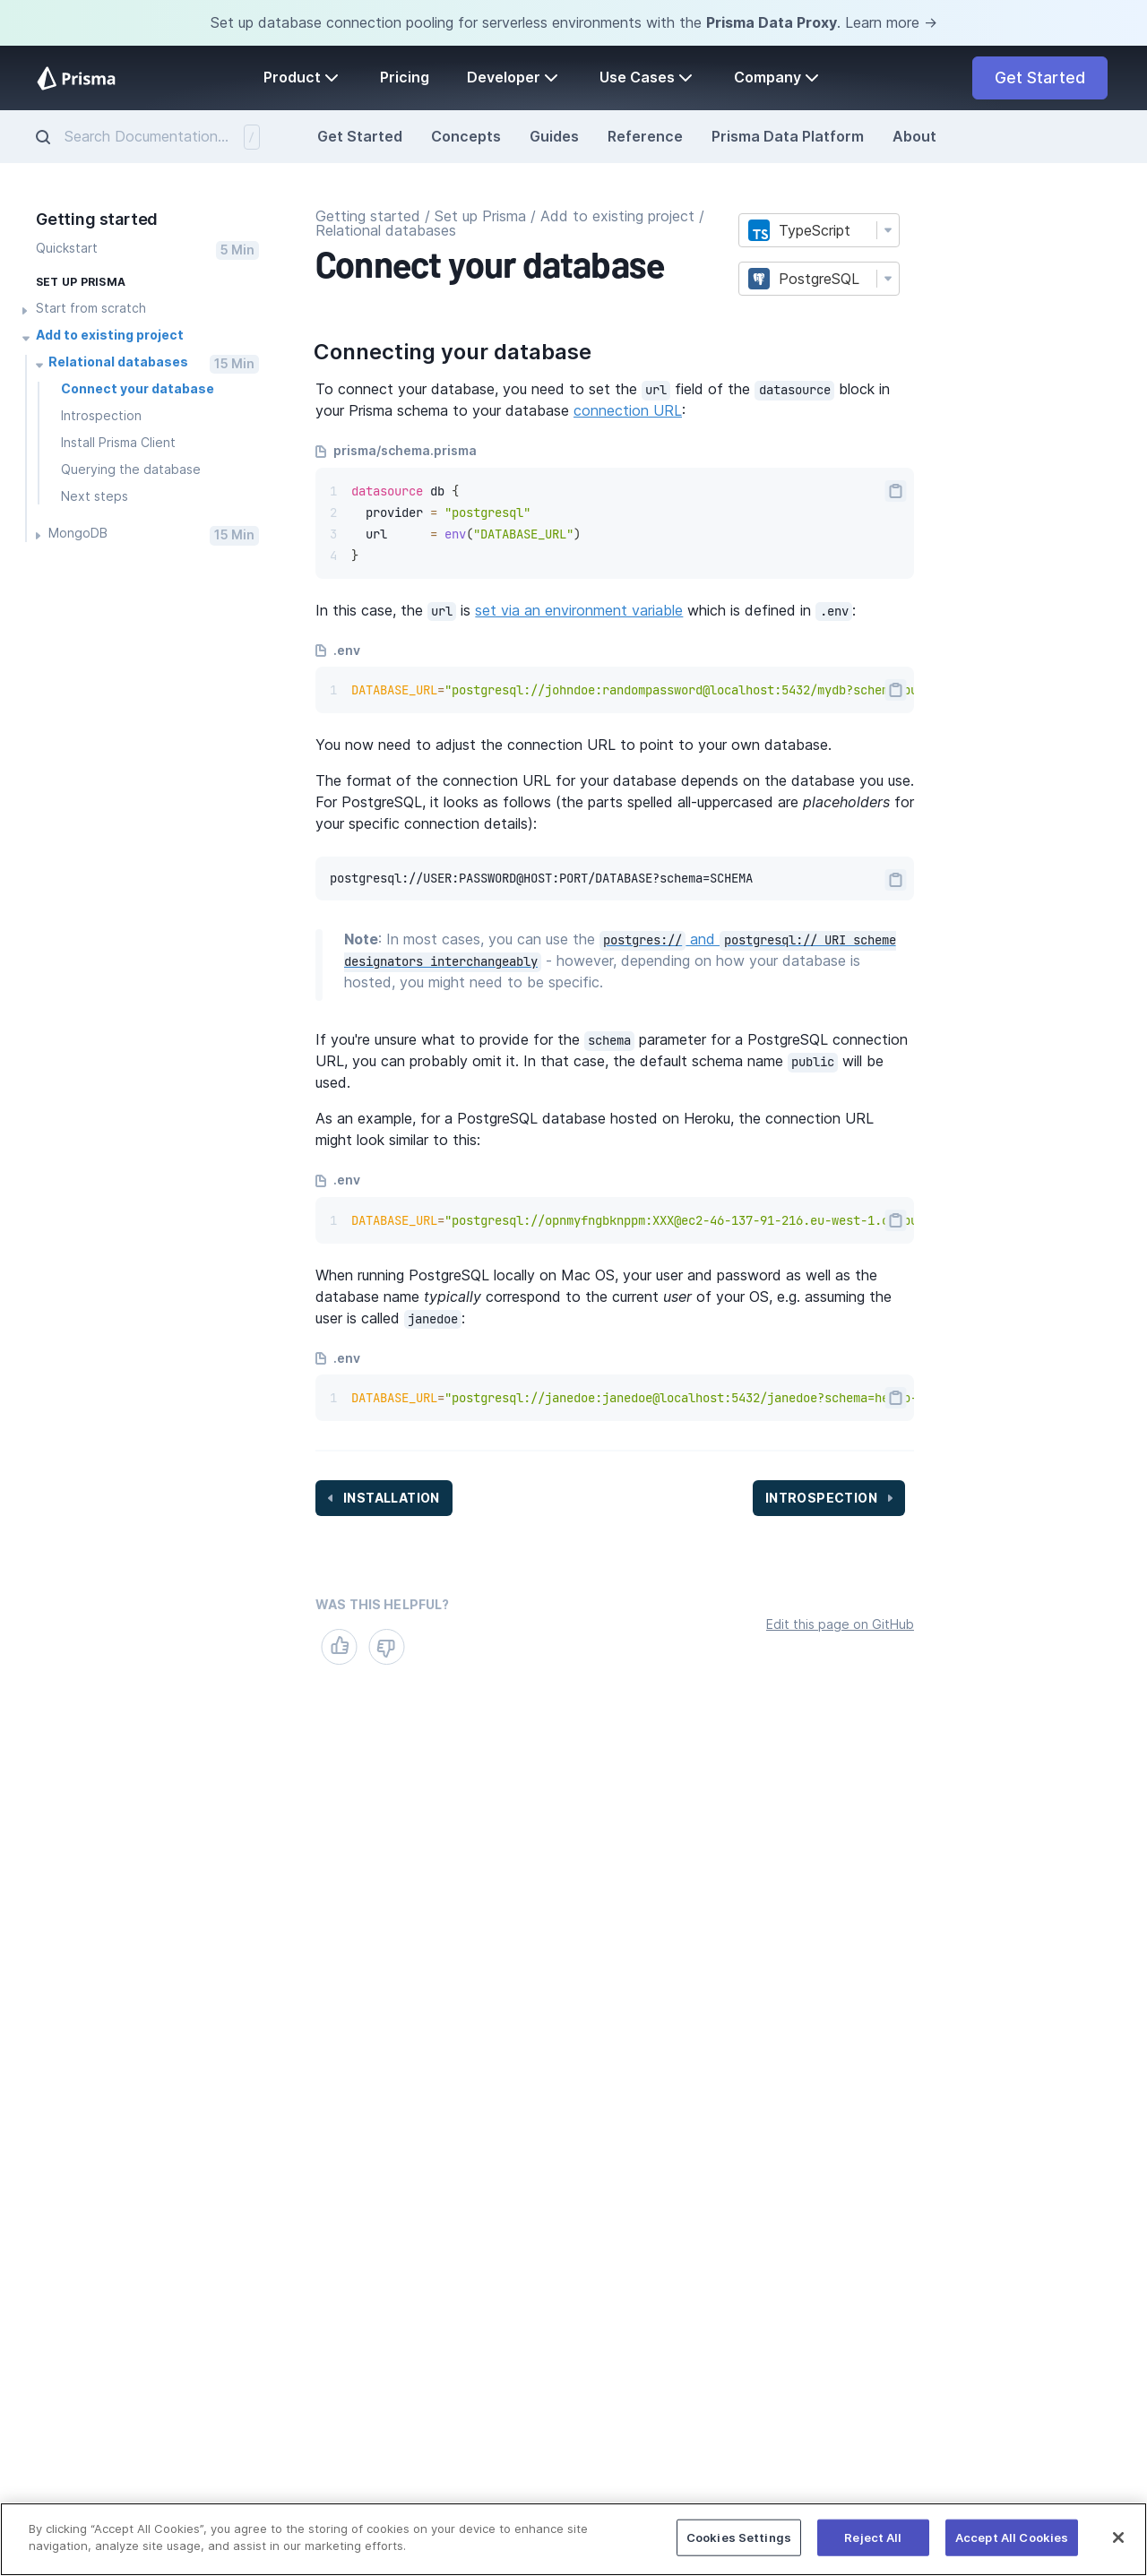 Set up database connection pooling for serverless environments with the Prisma Data Proxy. Learn more →
Prisma
Product
Pricing
Developer
Use Cases
Company
Get Started
Search Documentation...
/
Get Started
Concepts
Guides
Reference
Prisma Data Platform
About
Getting started
Quickstart
5 Min
SET UP PRISMA
Start from scratch
Add to existing project
Relational databases
15 Min
Connect your database
Introspection
Install Prisma Client
Querying the database
Next steps
MongoDB
15 Min
Getting started / Set up Prisma / Add to existing project /
Relational databases
Connect your database
TS TypeScript
PostgreSQL
Connecting your database
To connect your database, you need to set the url field of the datasource block in
your Prisma schema to your database connection URL:
prisma/schema.prisma
1 datasource db {
2   provider = "postgresql"
3   url      = env("DATABASE_URL")
4 }
In this case, the url is set via an environment variable which is defined in .env:
.env
1 DATABASE_URL="postgresql://johndoe:randompassword@localhost:5432/mydb?schem
You now need to adjust the connection URL to point to your own database.
The format of the connection URL for your database depends on the database you use.
For PostgreSQL, it looks as follows (the parts spelled all-uppercased are placeholders for
your specific connection details):
postgresql://USER:PASSWORD@HOST:PORT/DATABASE?schema=SCHEMA
Note: In most cases, you can use the postgres:// and postgresql:// URI scheme
designators interchangeably - however, depending on how your database is
hosted, you might need to be specific.
If you're unsure what to provide for the schema parameter for a PostgreSQL connection
URL, you can probably omit it. In that case, the default schema name public will be
used.
As an example, for a PostgreSQL database hosted on Heroku, the connection URL
might look similar to this:
.env
1 DATABASE_URL="postgresql://opnmyfngbknppm:XXX@ec2-46-137-91-216.eu-west-1.
When running PostgreSQL locally on Mac OS, your user and password as well as the
database name typically correspond to the current user of your OS, e.g. assuming the
user is called janedoe:
.env
1 DATABASE_URL="postgresql://janedoe:janedoe@localhost:5432/janedoe?schema=he
INSTALLATION
INTROSPECTION
WAS THIS HELPFUL?
Edit this page on GitHub
By clicking “Accept All Cookies”, you agree to the storing of cookies on your device to enhance site
navigation, analyze site usage, and assist in our marketing efforts.
Cookies Settings
Reject All
Accept All Cookies